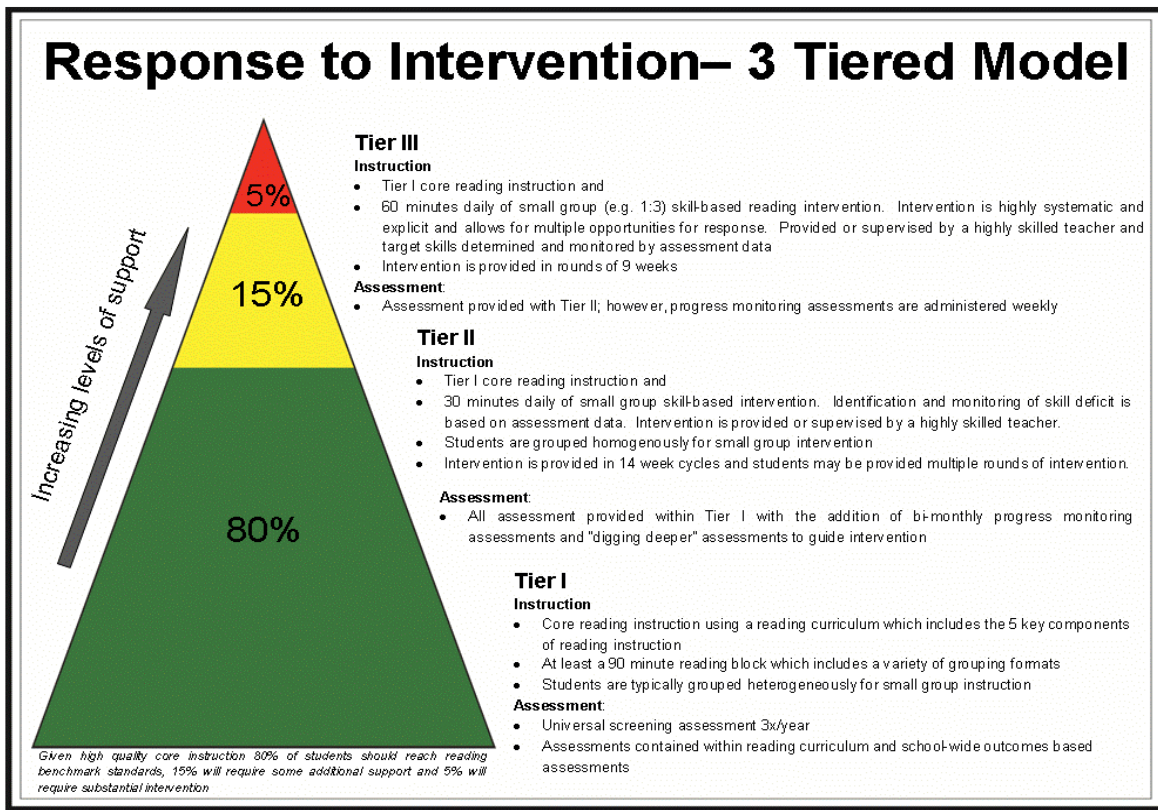 Response to Intervention– 3 Tiered Model
Tier III
Instruction
• Tier I core reading instruction and
• 60 minutes daily of small group (e.g. 1:3) skill-based reading intervention. Intervention is highly systematic and
explicit and allows for multiple opportunities for response. Provided or supervised by a highly skilled teacher and
target skills determined and monitored by assessment data
• Intervention is provided in rounds of 9 weeks
Assessment:
• Assessment provided with Tier II; however, progress monitoring assessments are administered weekly
Tier II
Instruction
• Tier I core reading instruction and
• 30 minutes daily of small group skill-based intervention. Identification and monitoring of skill deficit is
based on assessment data. Intervention is provided or supervised by a highly skilled teacher.
• Students are grouped homogenously for small group intervention
• Intervention is provided in 14 week cycles and students may be provided multiple rounds of intervention.
Assessment:
• All assessment provided within Tier I with the addition of bi-monthly progress monitoring
assessments and "digging deeper" assessments to guide intervention
Tier I
Instruction
• Core reading instruction using a reading curriculum which includes the 5 key components
of reading instruction
• At least a 90 minute reading block which includes a variety of grouping formats
• Students are typically grouped heterogeneously for small group instruction
Assessment:
• Universal screening assessment 3x/year
• Assessments contained within reading curriculum and school-wide outcomes based
assessments
5%
15%
80%
Increasing levels of support
Given high quality core instruction 80% of students should reach reading
benchmark standards, 15% will require some additional support and 5% will
require substantial intervention